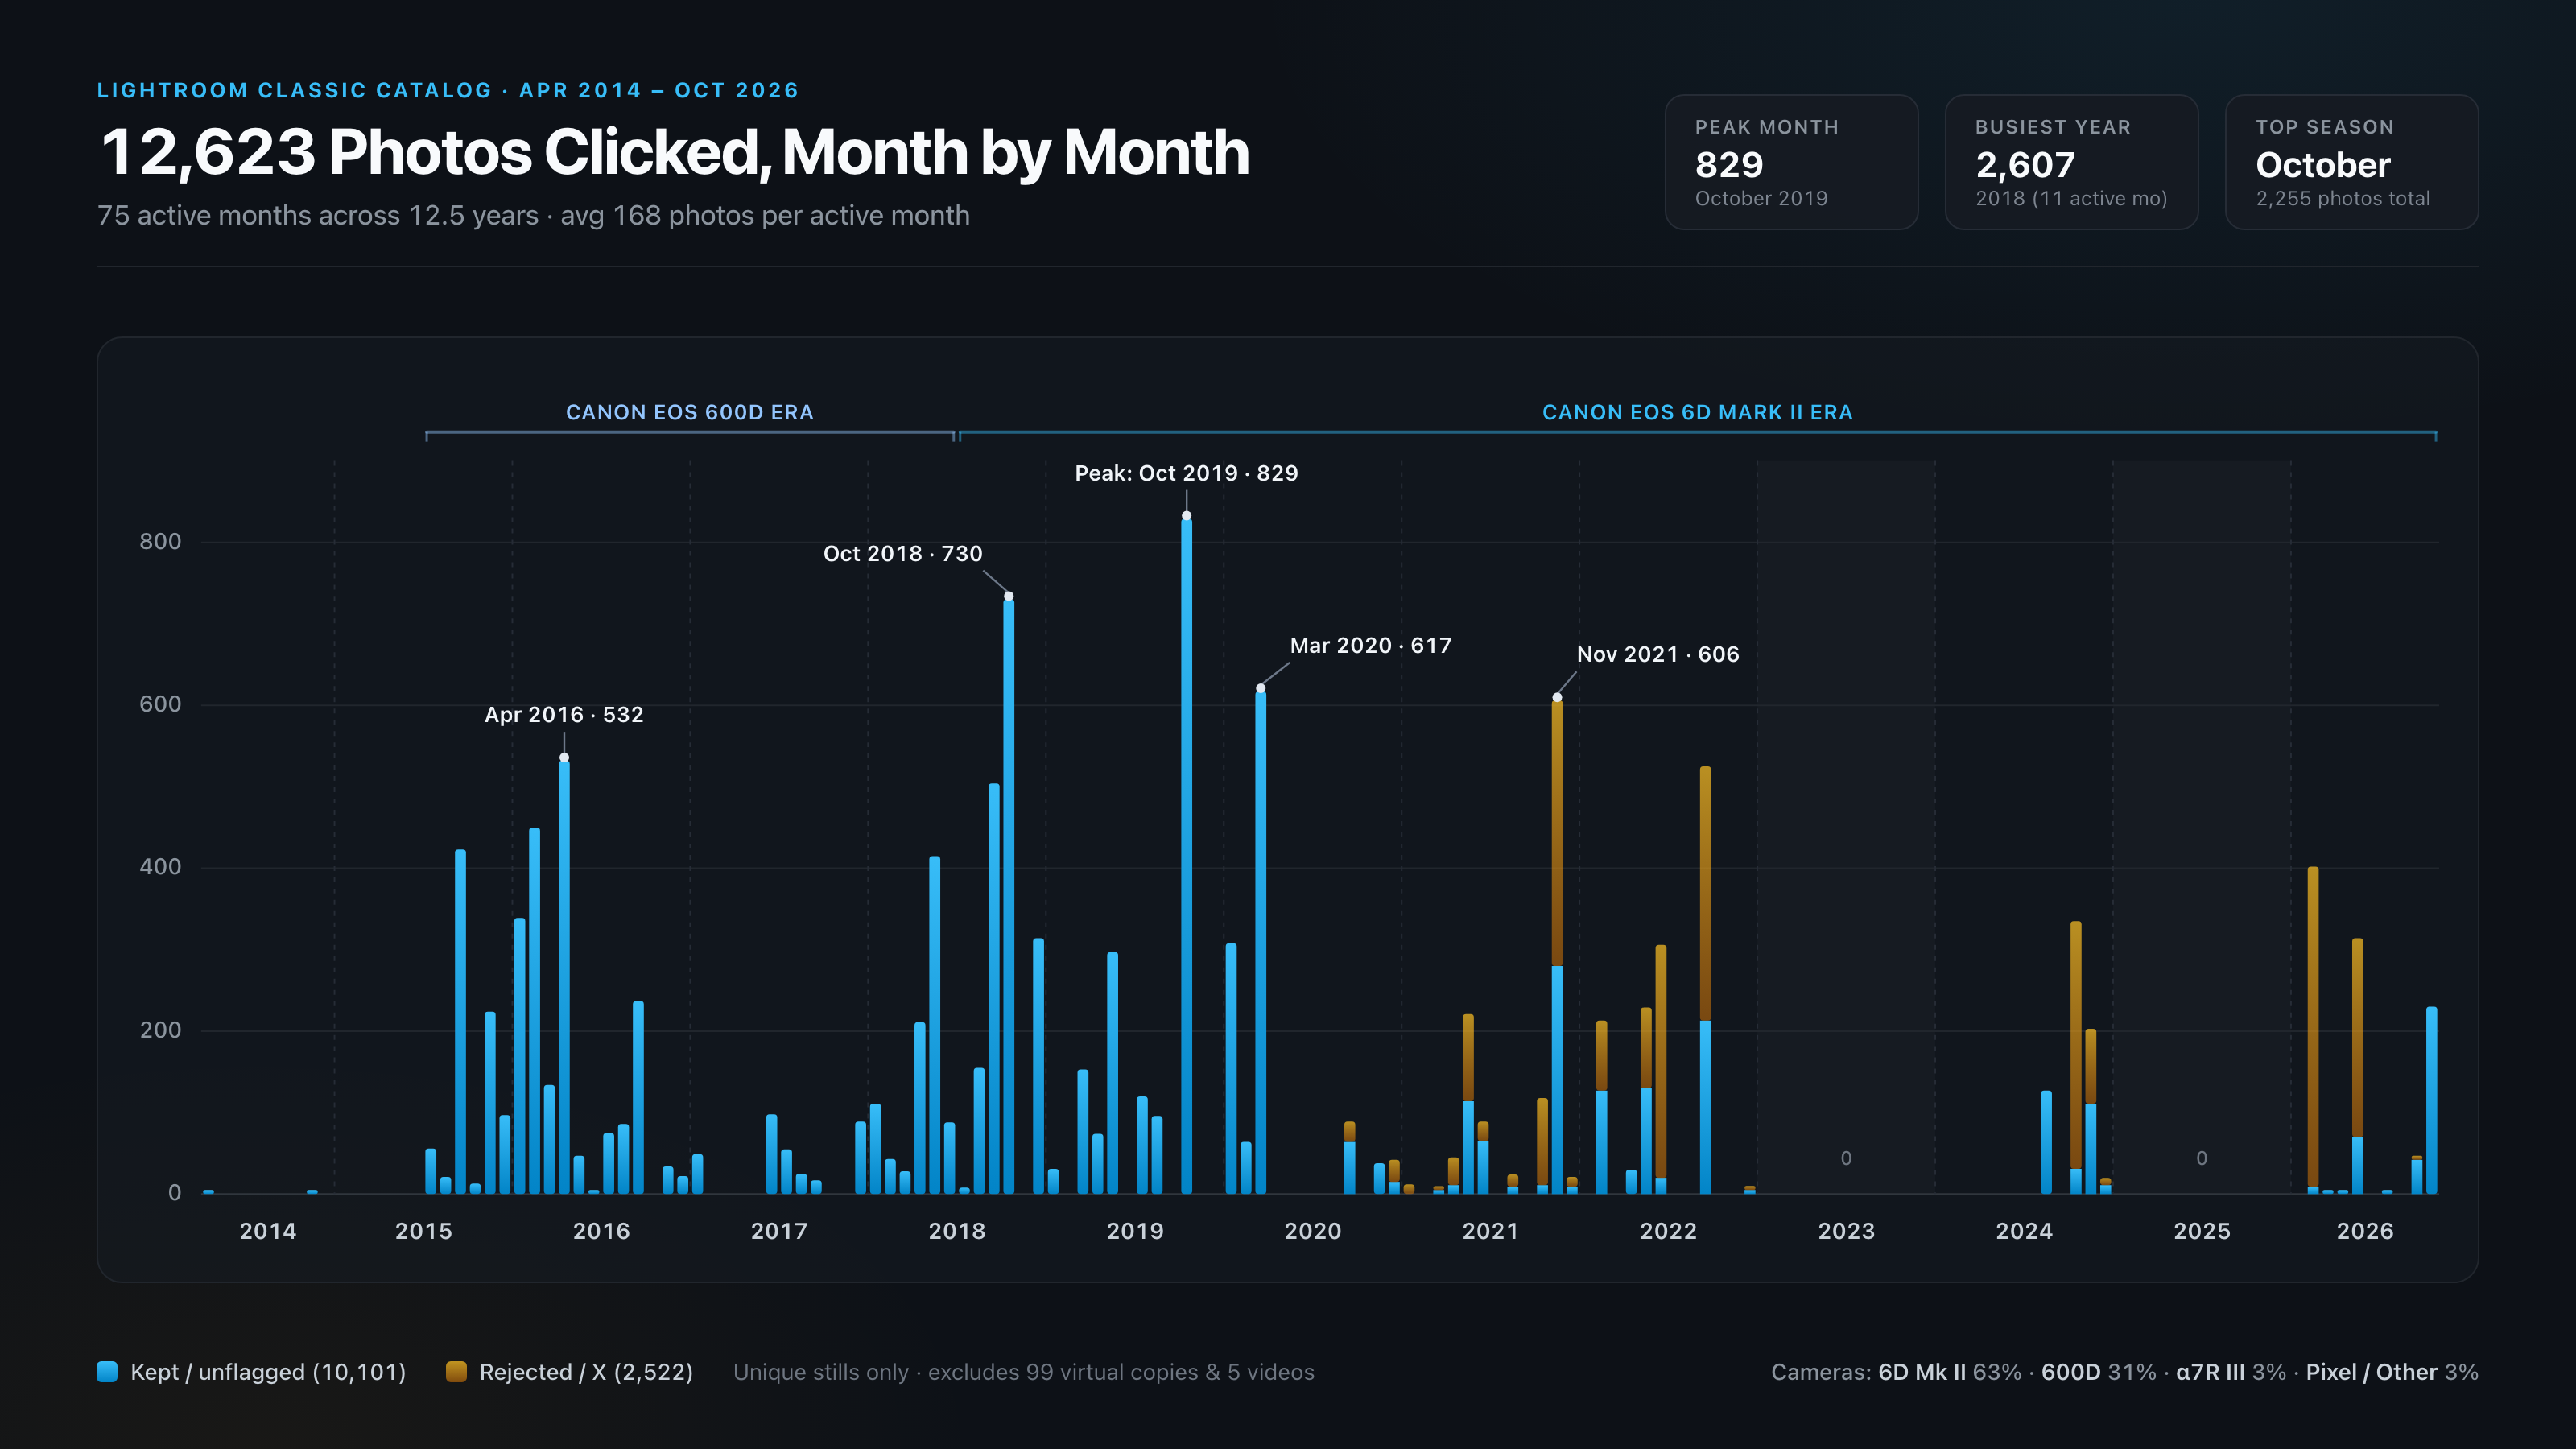 LIGHTROOM CLASSIC CATALOG · APR 2014 – OCT 2026
12,623 Photos Clicked, Month by Month
75 active months across 12.5 years · avg 168 photos per active month
PEAK MONTH
829
October 2019
BUSIEST YEAR
2,607
2018 (11 active mo)
TOP SEASON
October
2,255 photos total
CANON EOS 600D ERA
CANON EOS 6D MARK II ERA
Peak: Oct 2019 · 829
Oct 2018 · 730
Mar 2020 · 617
Nov 2021 · 606
Apr 2016 · 532
800
600
400
200
0
0
0
2014 2015 2016 2017 2018 2019 2020 2021 2022 2023 2024 2025 2026
Kept / unflagged (10,101)
Rejected / X (2,522)
Unique stills only · excludes 99 virtual copies & 5 videos
Cameras: 6D Mk II 63% · 600D 31% · α7R III 3% · Pixel / Other 3%